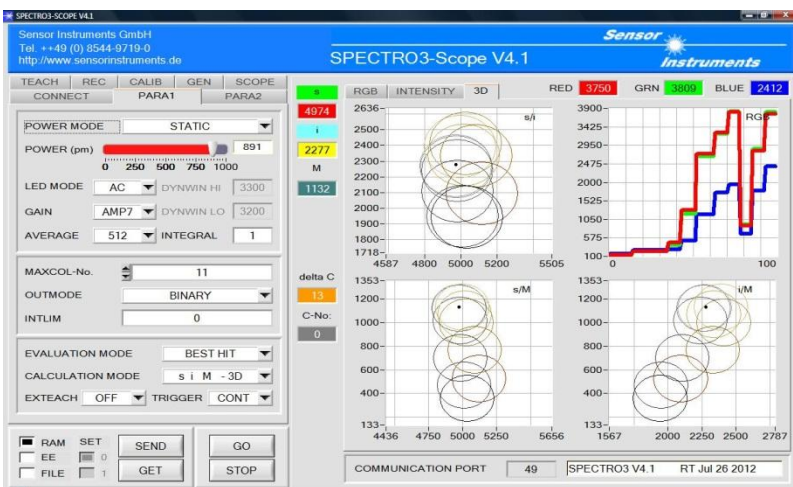 SPECTRO3-SCOPE V4.1
Sensor Instruments GmbH
Tel. ++49 (0) 8544-9719-0
http://www.sensorinstruments.de
SPECTRO3-Scope V4.1
Sensor
Instruments
TEACH REC CALIB GEN SCOPE
CONNECT PARA1 PARA2
POWER MODE STATIC
POWER (pm) 891
0 250 500 750 1000
LED MODE AC DYNWIN HI 3300
GAIN AMP7 DYNWIN LO 3200
AVERAGE 512 INTEGRAL 1
MAXCOL-No. 11
OUTMODE BINARY
INTLIM 0
EVALUATION MODE BEST HIT
CALCULATION MODE s i M - 3D
EXTEACH OFF TRIGGER CONT
RAM SET SEND GO
EE 0
FILE 1 GET STOP
s
4974
i
2277
M
1132
delta C
13
C-No:
0
RGB INTENSITY 3D RED 3750 GRN 3809 BLUE 2412
s/i
2636-
2500-
2400-
2300-
2200-
2100-
2000-
1900-
1800-
1718-
4587 4800 5000 5200 5505
RGB
3900-
3425-
2950-
2475-
2000-
1525-
1050-
575-
100-
0 100
s/M
1353-
1200-
1000-
800-
600-
400-
133-
4436 4750 5000 5250 5666
i/M
1353-
1200-
1000-
800-
600-
400-
133-
1567 2000 2250 2500 2787
COMMUNICATION PORT 49 SPECTRO3 V4.1 RT Jul 26 2012